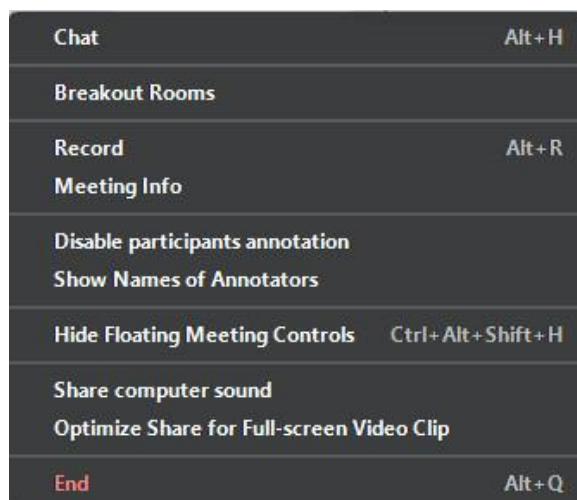 Chat Alt+H
Breakout Rooms
Record Alt+R
Meeting Info
Disable participants annotation
Show Names of Annotators
Hide Floating Meeting Controls Ctrl+Alt+Shift+H
Share computer sound
Optimize Share for Full-screen Video Clip
End Alt+Q